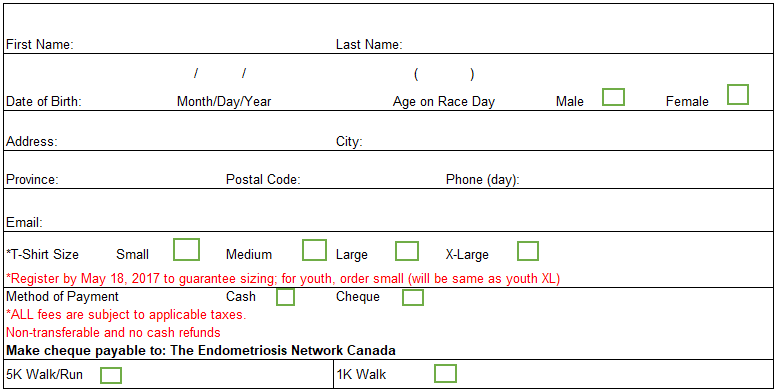 First Name: Last Name:
/ / ( )
Date of Birth: Month/Day/Year Age on Race Day Male Female
Address: City:
Province: Postal Code: Phone (day):
Email:
*T-Shirt Size Small Medium Large X-Large
*Register by May 18, 2017 to guarantee sizing; for youth, order small (will be same as youth XL)
Method of Payment Cash Cheque
*ALL fees are subject to applicable taxes.
Non-transferable and no cash refunds
Make cheque payable to: The Endometriosis Network Canada
5K Walk/Run 1K Walk